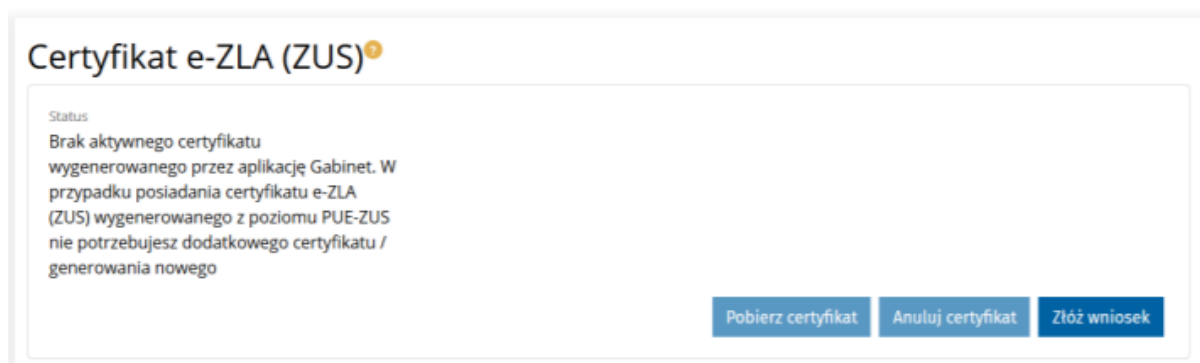 Certyfikat e-ZLA (ZUS)?
Status
Brak aktywnego certyfikatu
wygenerowanego przez aplikację Gabinet. W
przypadku posiadania certyfikatu e-ZLA
(ZUS) wygenerowanego z poziomu PUE-ZUS
nie potrzebujesz dodatkowego certyfikatu /
generowania nowego
Pobierz certyfikat Anuluj certyfikat Złóż wniosek